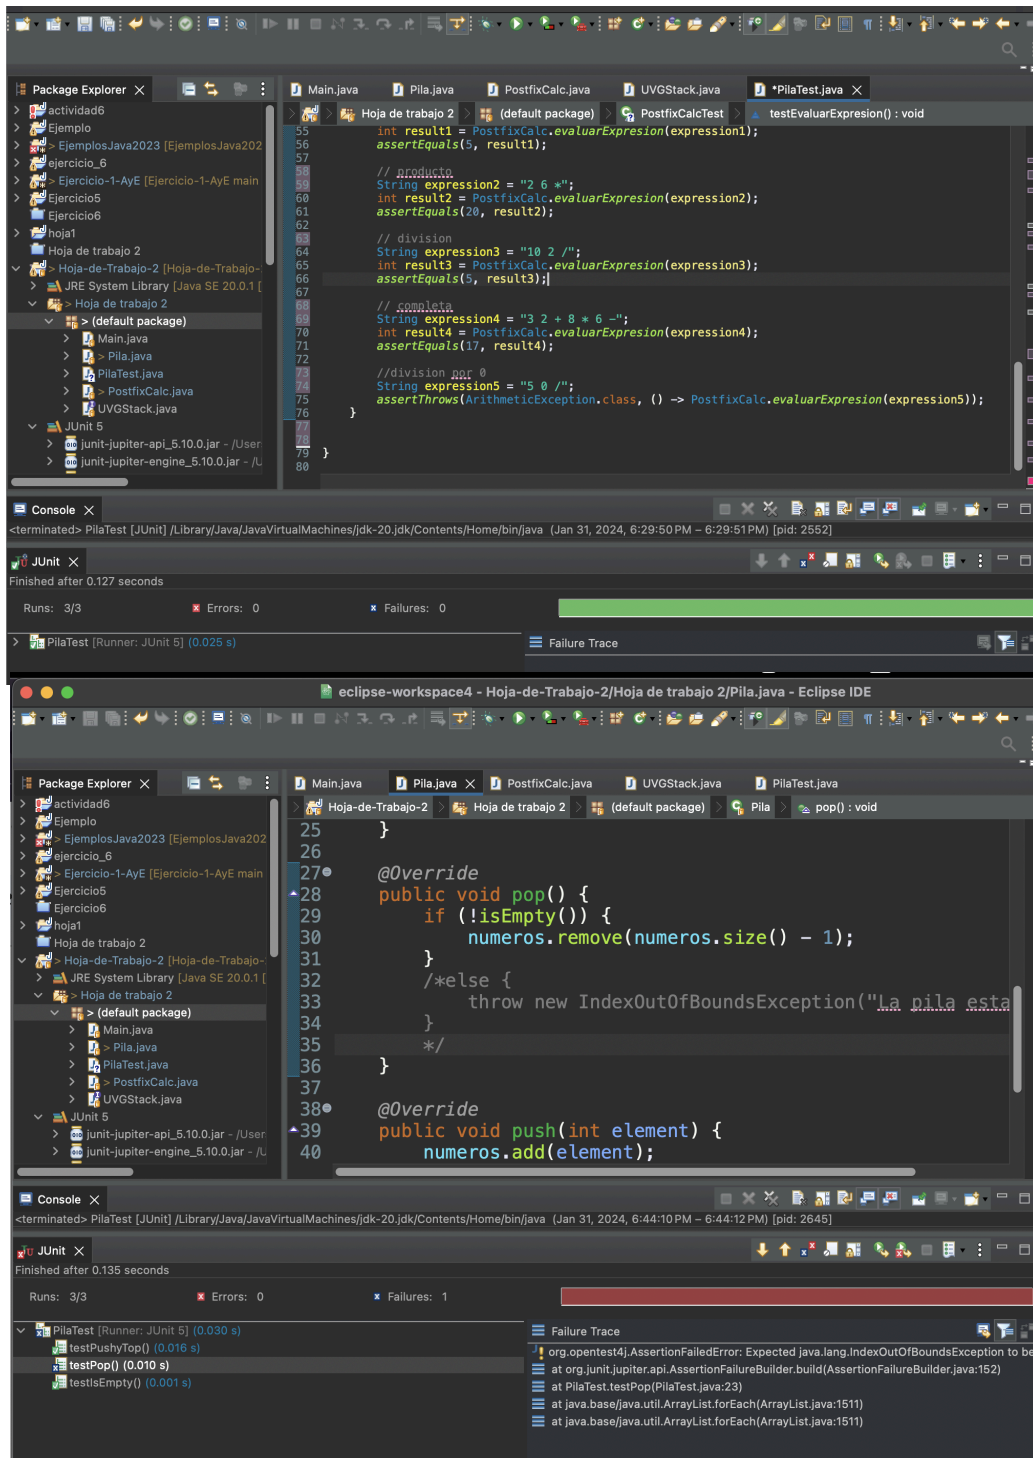 Package Explorer
Main.java
Pila.java
PostfixCalc.java
UVGStack.java
*PilaTest.java
Hoja de trabajo 2
(default package)
PostfixCalcTest
testEvaluarExpresion() : void
actividad6
Ejemplo
> EjemplosJava2023 [EjemplosJava202
ejercicio_6
> Ejercicio-1-AyE [Ejercicio-1-AyE main
Ejercicio5
Ejercicio6
hoja1
Hoja de trabajo 2
> Hoja-de-Trabajo-2 [Hoja-de-Trabajo-
JRE System Library [Java SE 20.0.1 [
> Hoja de trabajo 2
> (default package)
Main.java
> Pila.java
PilaTest.java
> PostfixCalc.java
UVGStack.java
JUnit 5
junit-jupiter-api_5.10.0.jar - /User
junit-jupiter-engine_5.10.0.jar - /U
55 int result1 = PostfixCalc.evaluarExpresion(expression1);
56 assertEquals(5, result1);
57
58 // producto
59 String expression2 = "2 6 *";
60 int result2 = PostfixCalc.evaluarExpresion(expression2);
61 assertEquals(20, result2);
62
63 // division
64 String expression3 = "10 2 /";
65 int result3 = PostfixCalc.evaluarExpresion(expression3);
66 assertEquals(5, result3);
67
68 // completa
69 String expression4 = "3 2 + 8 * 6 -";
70 int result4 = PostfixCalc.evaluarExpresion(expression4);
71 assertEquals(17, result4);
72
73 //division por 0
74 String expression5 = "5 0 /";
75 assertThrows(ArithmeticException.class, () -> PostfixCalc.evaluarExpresion(expression5));
76 }
77
78
79 }
80
Console
<terminated> PilaTest [JUnit] /Library/Java/JavaVirtualMachines/jdk-20.jdk/Contents/Home/bin/java (Jan 31, 2024, 6:29:50 PM – 6:29:51 PM) [pid: 2552]
JUnit
Finished after 0.127 seconds
Runs: 3/3
Errors: 0
Failures: 0
PilaTest [Runner: JUnit 5] (0.025 s)
Failure Trace
eclipse-workspace4 - Hoja-de-Trabajo-2/Hoja de trabajo 2/Pila.java - Eclipse IDE
Package Explorer
Main.java
Pila.java
PostfixCalc.java
UVGStack.java
PilaTest.java
Hoja-de-Trabajo-2
Hoja de trabajo 2
(default package)
Pila
pop() : void
actividad6
Ejemplo
> EjemplosJava2023 [EjemplosJava202
ejercicio_6
> Ejercicio-1-AyE [Ejercicio-1-AyE main
Ejercicio5
Ejercicio6
hoja1
Hoja de trabajo 2
> Hoja-de-Trabajo-2 [Hoja-de-Trabajo-
JRE System Library [Java SE 20.0.1 [
> Hoja de trabajo 2
> (default package)
Main.java
> Pila.java
PilaTest.java
> PostfixCalc.java
UVGStack.java
JUnit 5
junit-jupiter-api_5.10.0.jar - /User
junit-jupiter-engine_5.10.0.jar - /U
25 }
26
27 @Override
28 public void pop() {
29 if (!isEmpty()) {
30 numeros.remove(numeros.size() - 1);
31 }
32 /*else {
33 throw new IndexOutOfBoundsException("La pila esta
34 }
35 */
36 }
37
38 @Override
39 public void push(int element) {
40 numeros.add(element);
Console
<terminated> PilaTest [JUnit] /Library/Java/JavaVirtualMachines/jdk-20.jdk/Contents/Home/bin/java (Jan 31, 2024, 6:44:10 PM – 6:44:12 PM) [pid: 2645]
JUnit
Finished after 0.135 seconds
Runs: 3/3
Errors: 0
Failures: 1
PilaTest [Runner: JUnit 5] (0.030 s)
testPushyTop() (0.016 s)
testPop() (0.010 s)
testIsEmpty() (0.001 s)
Failure Trace
org.opentest4j.AssertionFailedError: Expected java.lang.IndexOutOfBoundsException to be
at org.junit.jupiter.api.AssertionFailureBuilder.build(AssertionFailureBuilder.java:152)
at PilaTest.testPop(PilaTest.java:23)
at java.base/java.util.ArrayList.forEach(ArrayList.java:1511)
at java.base/java.util.ArrayList.forEach(ArrayList.java:1511)